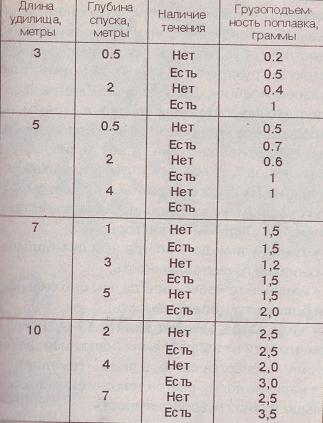 Длина удилища, метры | Глубина спуска, метры | Наличие течения | Грузоподъем-ность поплавка, граммы
3 | 0.5 | Нет | 0.2
Есть | 0.5
2 | Нет | 0.4
Есть | 1
5 | 0.5 | Нет | 0.5
Есть | 0.7
2 | Нет | 0.6
Есть | 1
4 | Нет | 1
Есть
7 | 1 | Нет | 1,5
Есть | 1,5
3 | Нет | 1,2
Есть | 1,5
5 | Нет | 1,5
Есть | 2,0
10 | 2 | Нет | 2,5
Есть | 2,5
4 | Нет | 2,0
Есть | 3,0
7 | Нет | 2,5
Есть | 3,5